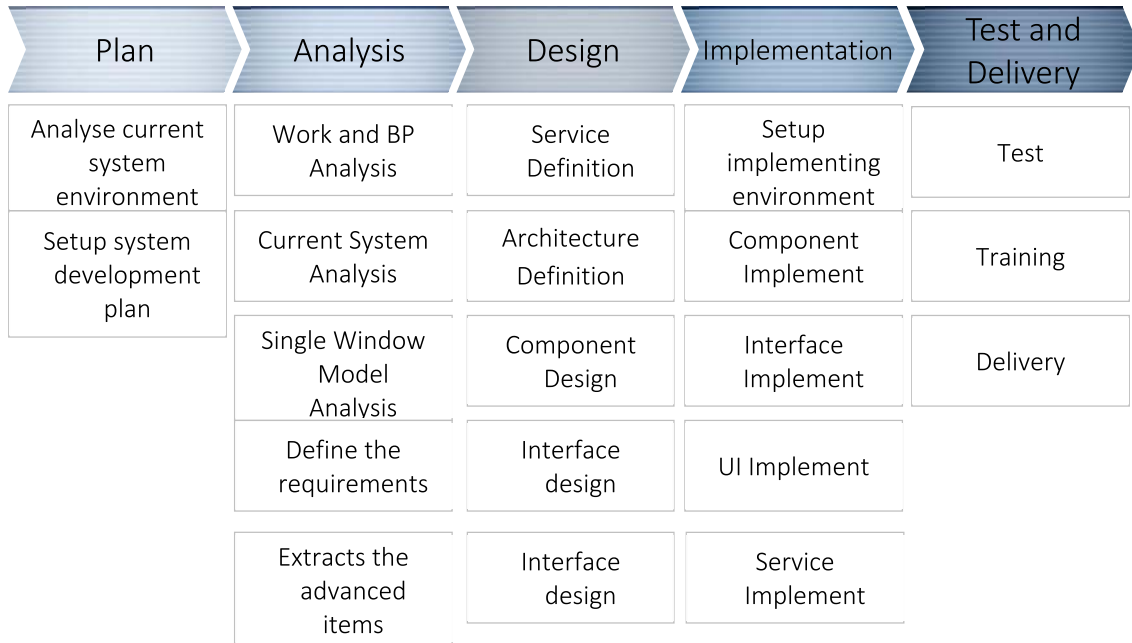 Plan
Analysis
Design
Implementation
Test and
Delivery
Analyse current
system
environment
Setup system
development
plan
Work and BP
Analysis
Current System
Analysis
Single Window
Model
Analysis
Define the
requirements
Extracts the
advanced
items
Service
Definition
Architecture
Definition
Component
Design
Interface
design
Interface
design
Setup
implementing
environment
Component
Implement
Interface
Implement
UI Implement
Service
Implement
Test
Training
Delivery